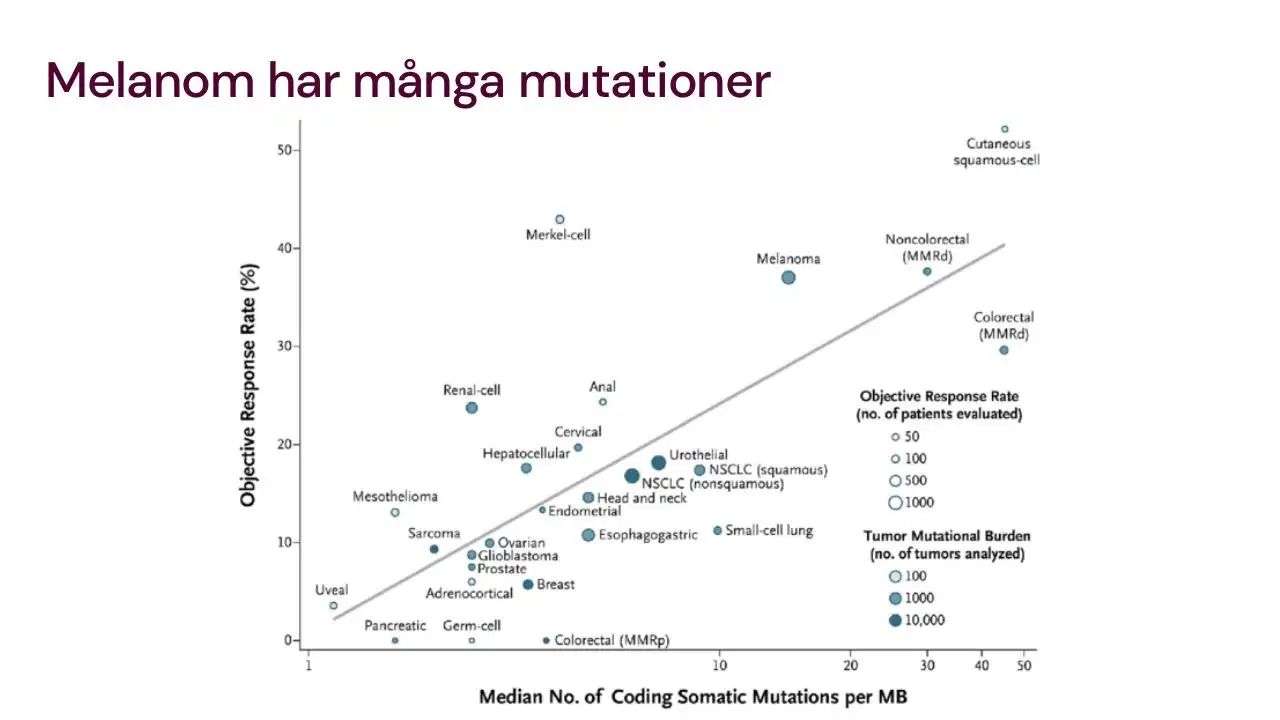 Melanom har många mutationer
Objective Response Rate (%)
50
40
30
20
10
0
Cutaneous
squamous-cell
Merkel-cell
Noncolorectal
(MMRd)
Melanoma
Colorectal
(MMRd)
Renal-cell
Anal
Cervical
Hepatocellular
Urothelial
NSCLC (squamous)
NSCLC (nonsquamous)
Mesothelioma
Head and neck
Endometrial
Sarcoma
Esophagogastric
Small-cell lung
Ovarian
Glioblastoma
Prostate
Breast
Adrenocortical
Uveal
Pancreatic
Germ-cell
Colorectal (MMRp)
Objective Response Rate
(no. of patients evaluated)
50
100
500
1000
Tumor Mutational Burden
(no. of tumors analyzed)
100
1000
10,000
1
10
20
30
40
50
Median No. of Coding Somatic Mutations per MB